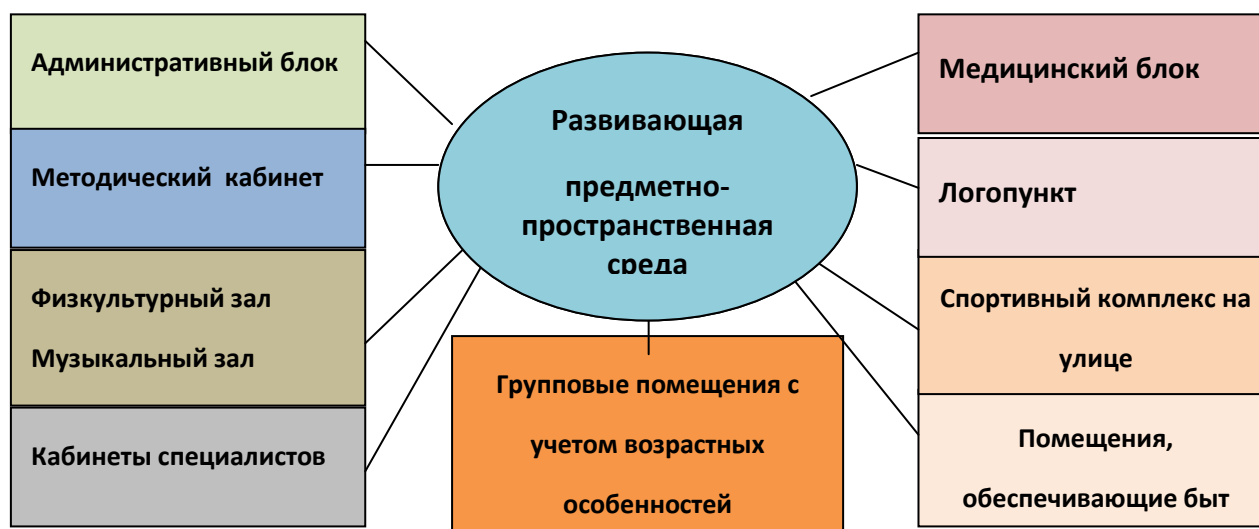 Административный блок
Методический кабинет
Физкультурный зал
Музыкальный зал
Кабинеты специалистов
Развивающая
предметно-
пространственная
среда
Групповые помещения с
учетом возрастных
особенностей
Медицинский блок
Логопункт
Спортивный комплекс на
улице
Помещения,
обеспечивающие быт